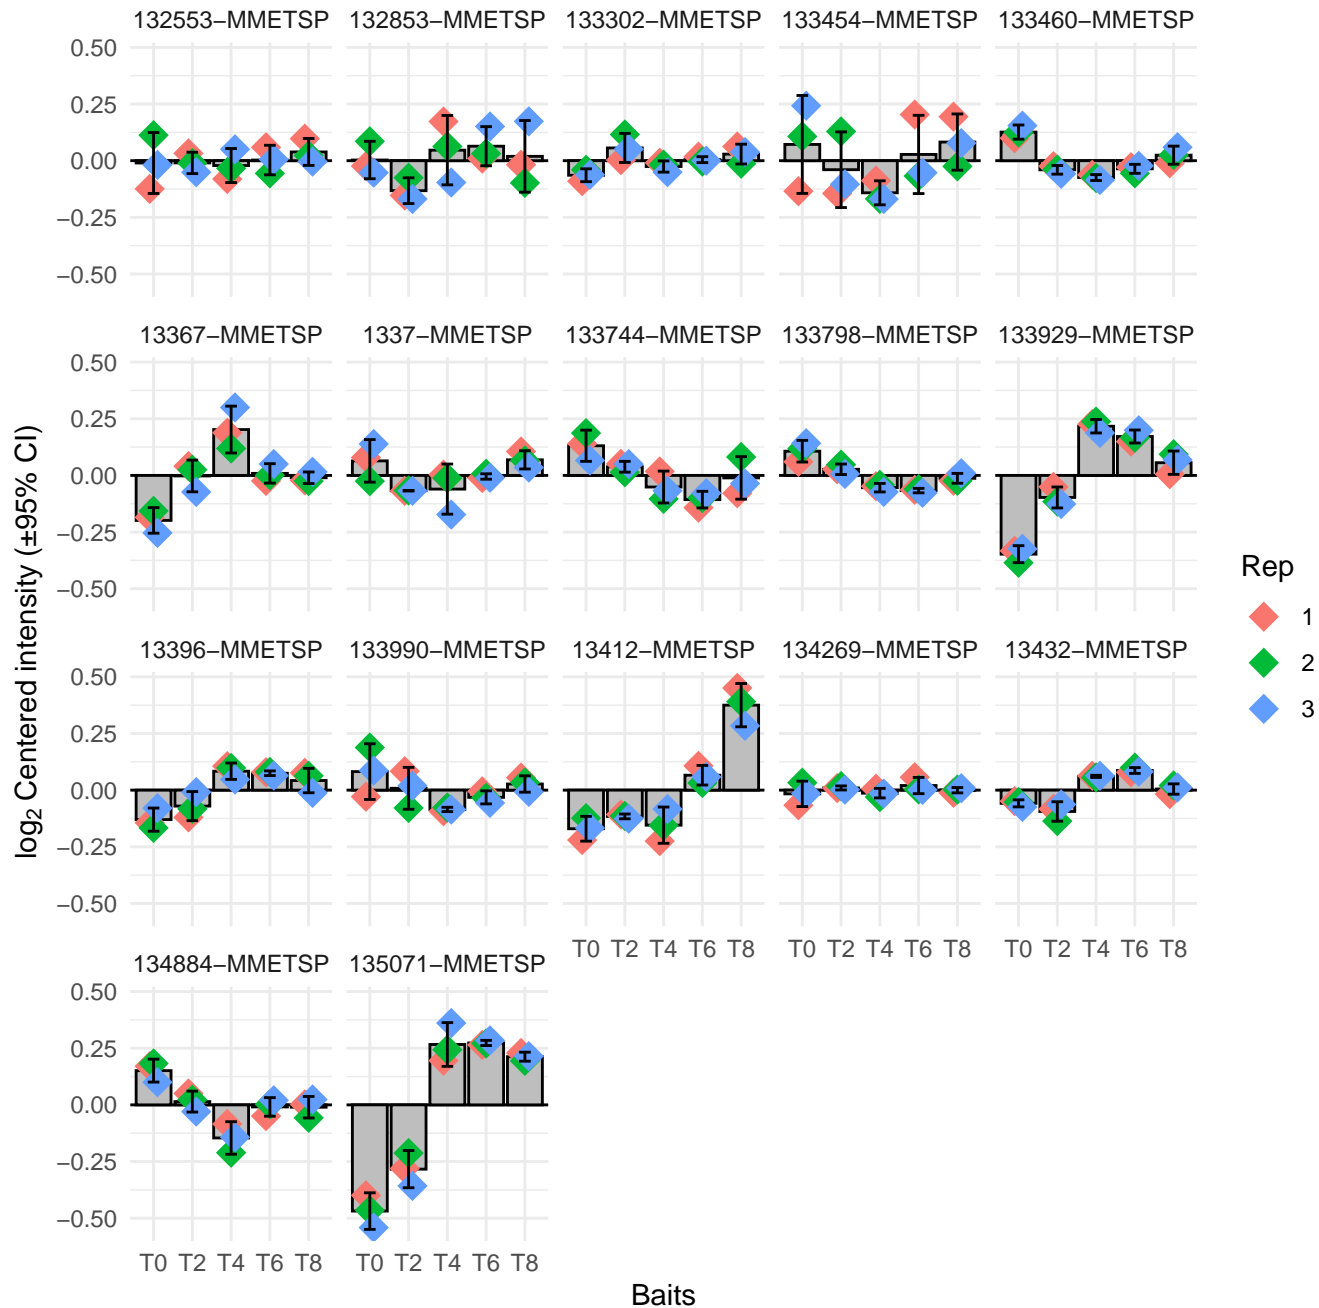 132553−MMETSP 132853−MMETSP 133302−MMETSP 133454−MMETSP 133460−MMETSP
0.50
0.25
0.00
−0.25
−0.50
13367−MMETSP 1337−MMETSP 133744−MMETSP 133798−MMETSP 133929−MMETSP
0.50
0.25
0.00
−0.25
−0.50
13396−MMETSP 133990−MMETSP 13412−MMETSP 134269−MMETSP 13432−MMETSP
0.50
0.25
0.00
−0.25
−0.50
T0 T2 T4 T6 T8 T0 T2 T4 T6 T8 T0 T2 T4 T6 T8
134884−MMETSP 135071−MMETSP
0.50
0.25
0.00
−0.25
−0.50
T0 T2 T4 T6 T8 T0 T2 T4 T6 T8
Baits
log2 Centered intensity (±95% CI)
Rep
1
2
3